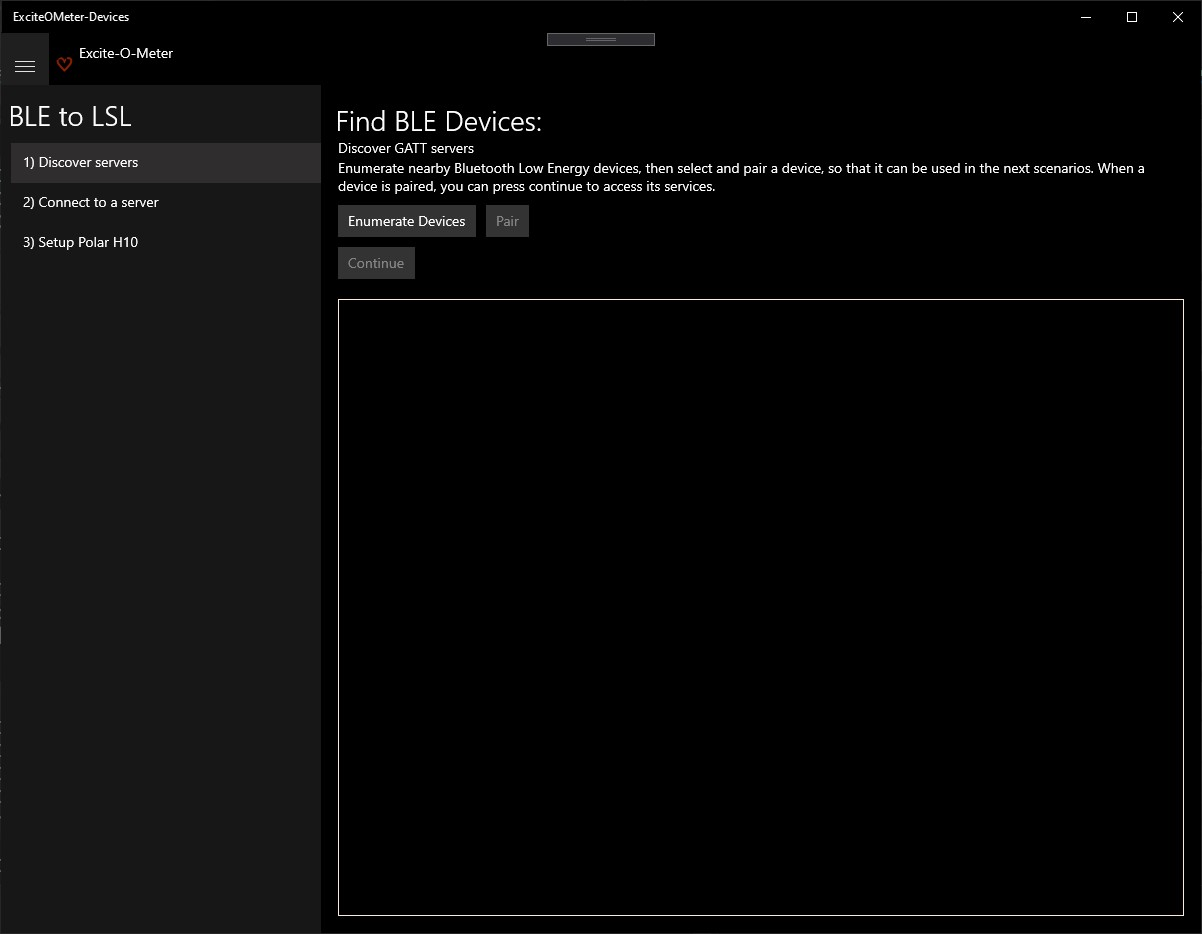 ExciteOMeter-Devices
Excite-O-Meter
BLE to LSL
1) Discover servers
2) Connect to a server
3) Setup Polar H10
Find BLE Devices:
Discover GATT servers
Enumerate nearby Bluetooth Low Energy devices, then select and pair a device, so that it can be used in the next scenarios. When a
device is paired, you can press continue to access its services.
Enumerate Devices Pair
Continue